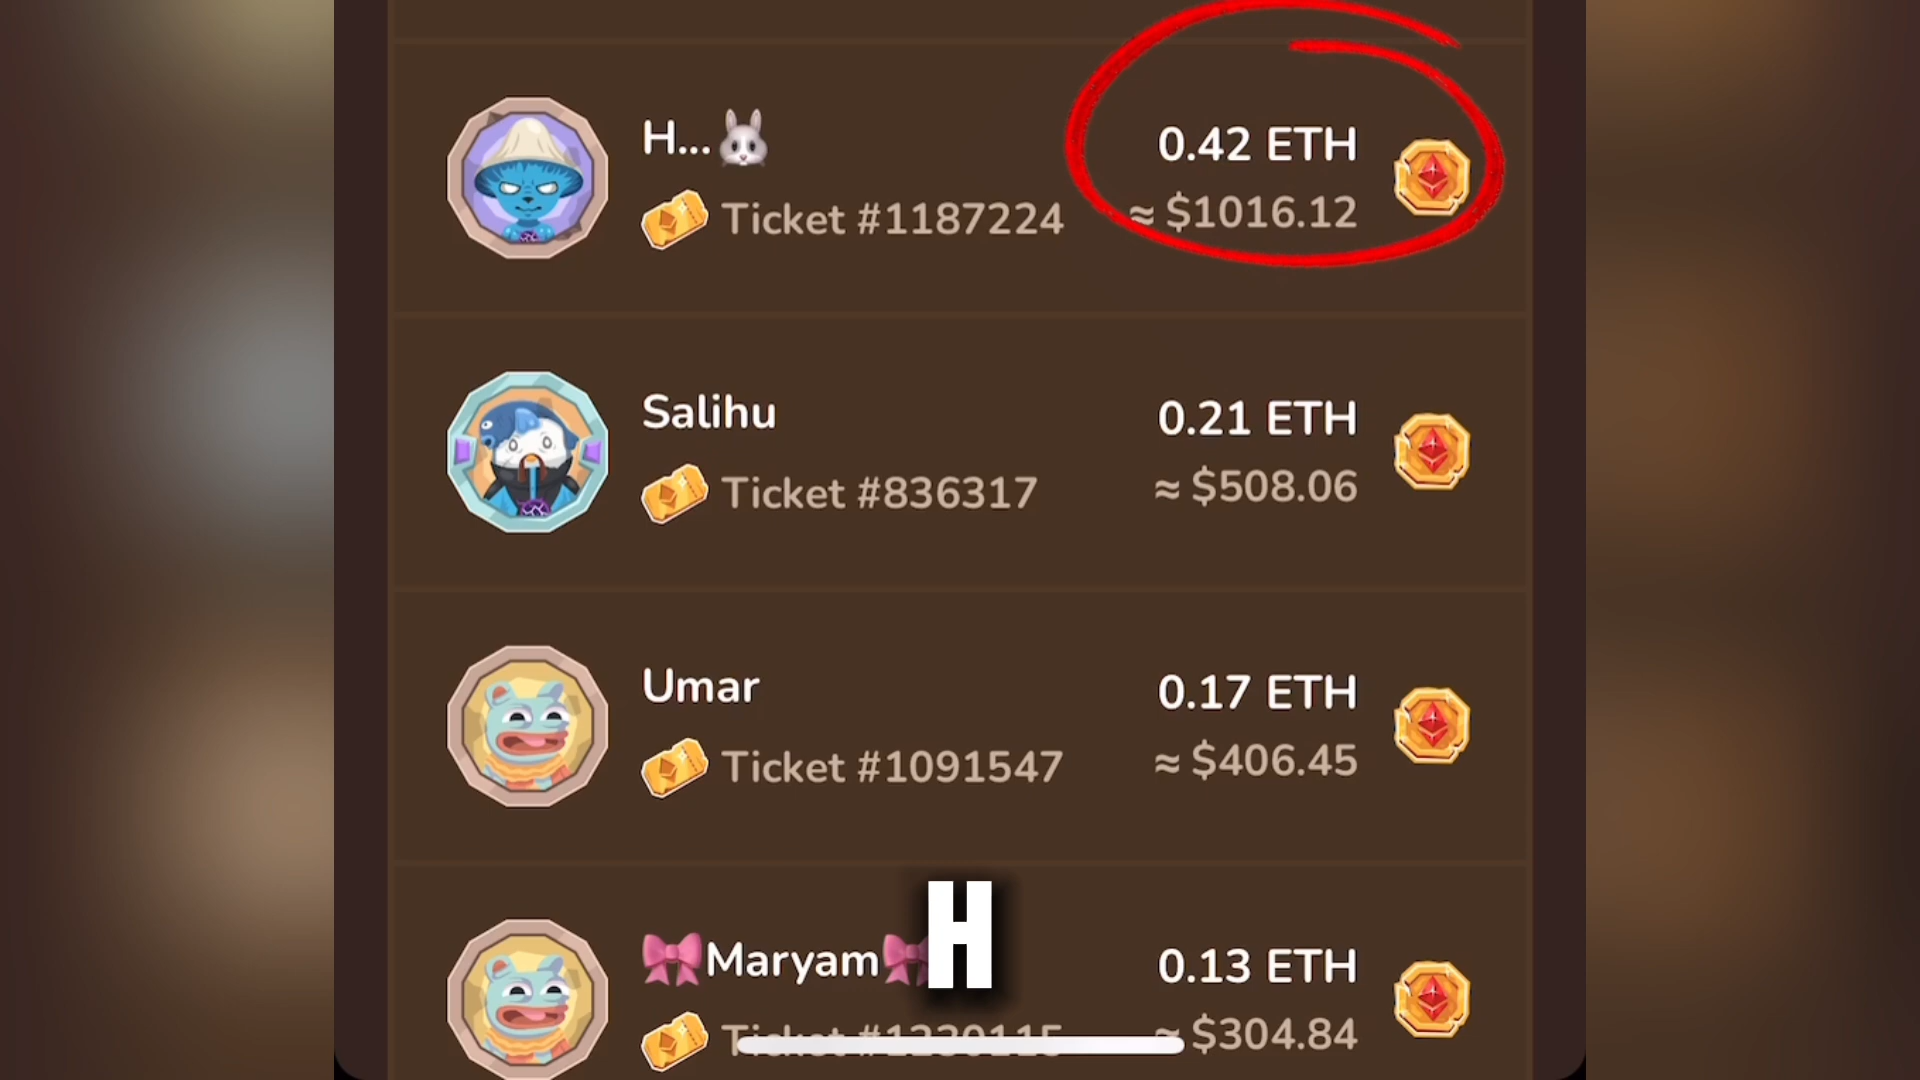 H...🐰
0.42 ETH
Ticket #1187224
≈ $1016.12
Salihu
0.21 ETH
Ticket #836317
≈ $508.06
Umar
0.17 ETH
Ticket #1091547
≈ $406.45
🎀Maryam🎀
H
0.13 ETH
Ticket
≈ $304.84